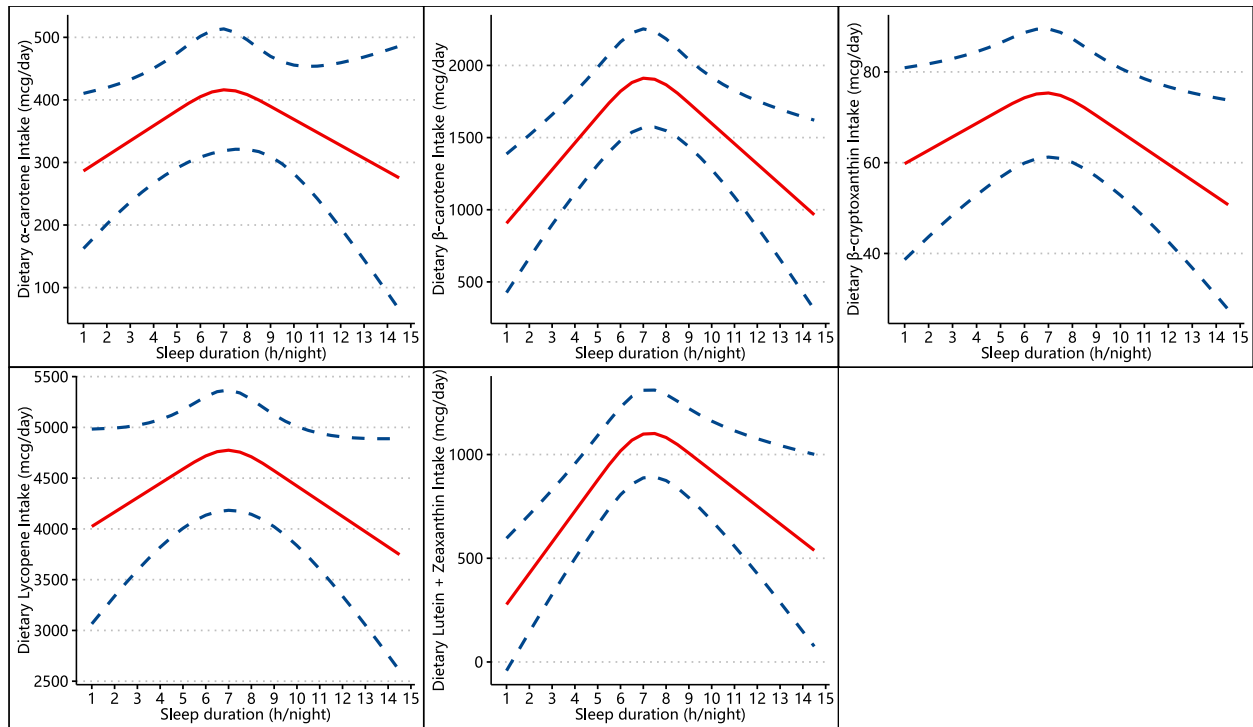 Dietary α-carotene Intake (mcg/day)
500
400
300
200
100
1 2 3 4 5 6 7 8 9 10 11 12 13 14 15
Sleep duration (h/night)
Dietary β-carotene Intake (mcg/day
2000
1500
1000
500
1 2 3 4 5 6 7 8 9 10 11 12 13 14 15
Sleep duration (h/night)
Dietary β-cryptoxanthin Intake (mcg/day)
80
60
40
1 2 3 4 5 6 7 8 9 10 11 12 13 14 15
Sleep duration (h/night)
Dietary Lycopene Intake (mcg/day)
5500
5000
4500
4000
3500
3000
2500
1 2 3 4 5 6 7 8 9 10 11 12 13 14 15
Sleep duration (h/night)
Dietary Lutein + Zeaxanthin Intake (mcg/day)
1000
500
0
1 2 3 4 5 6 7 8 9 10 11 12 13 14 15
Sleep duration (h/night)